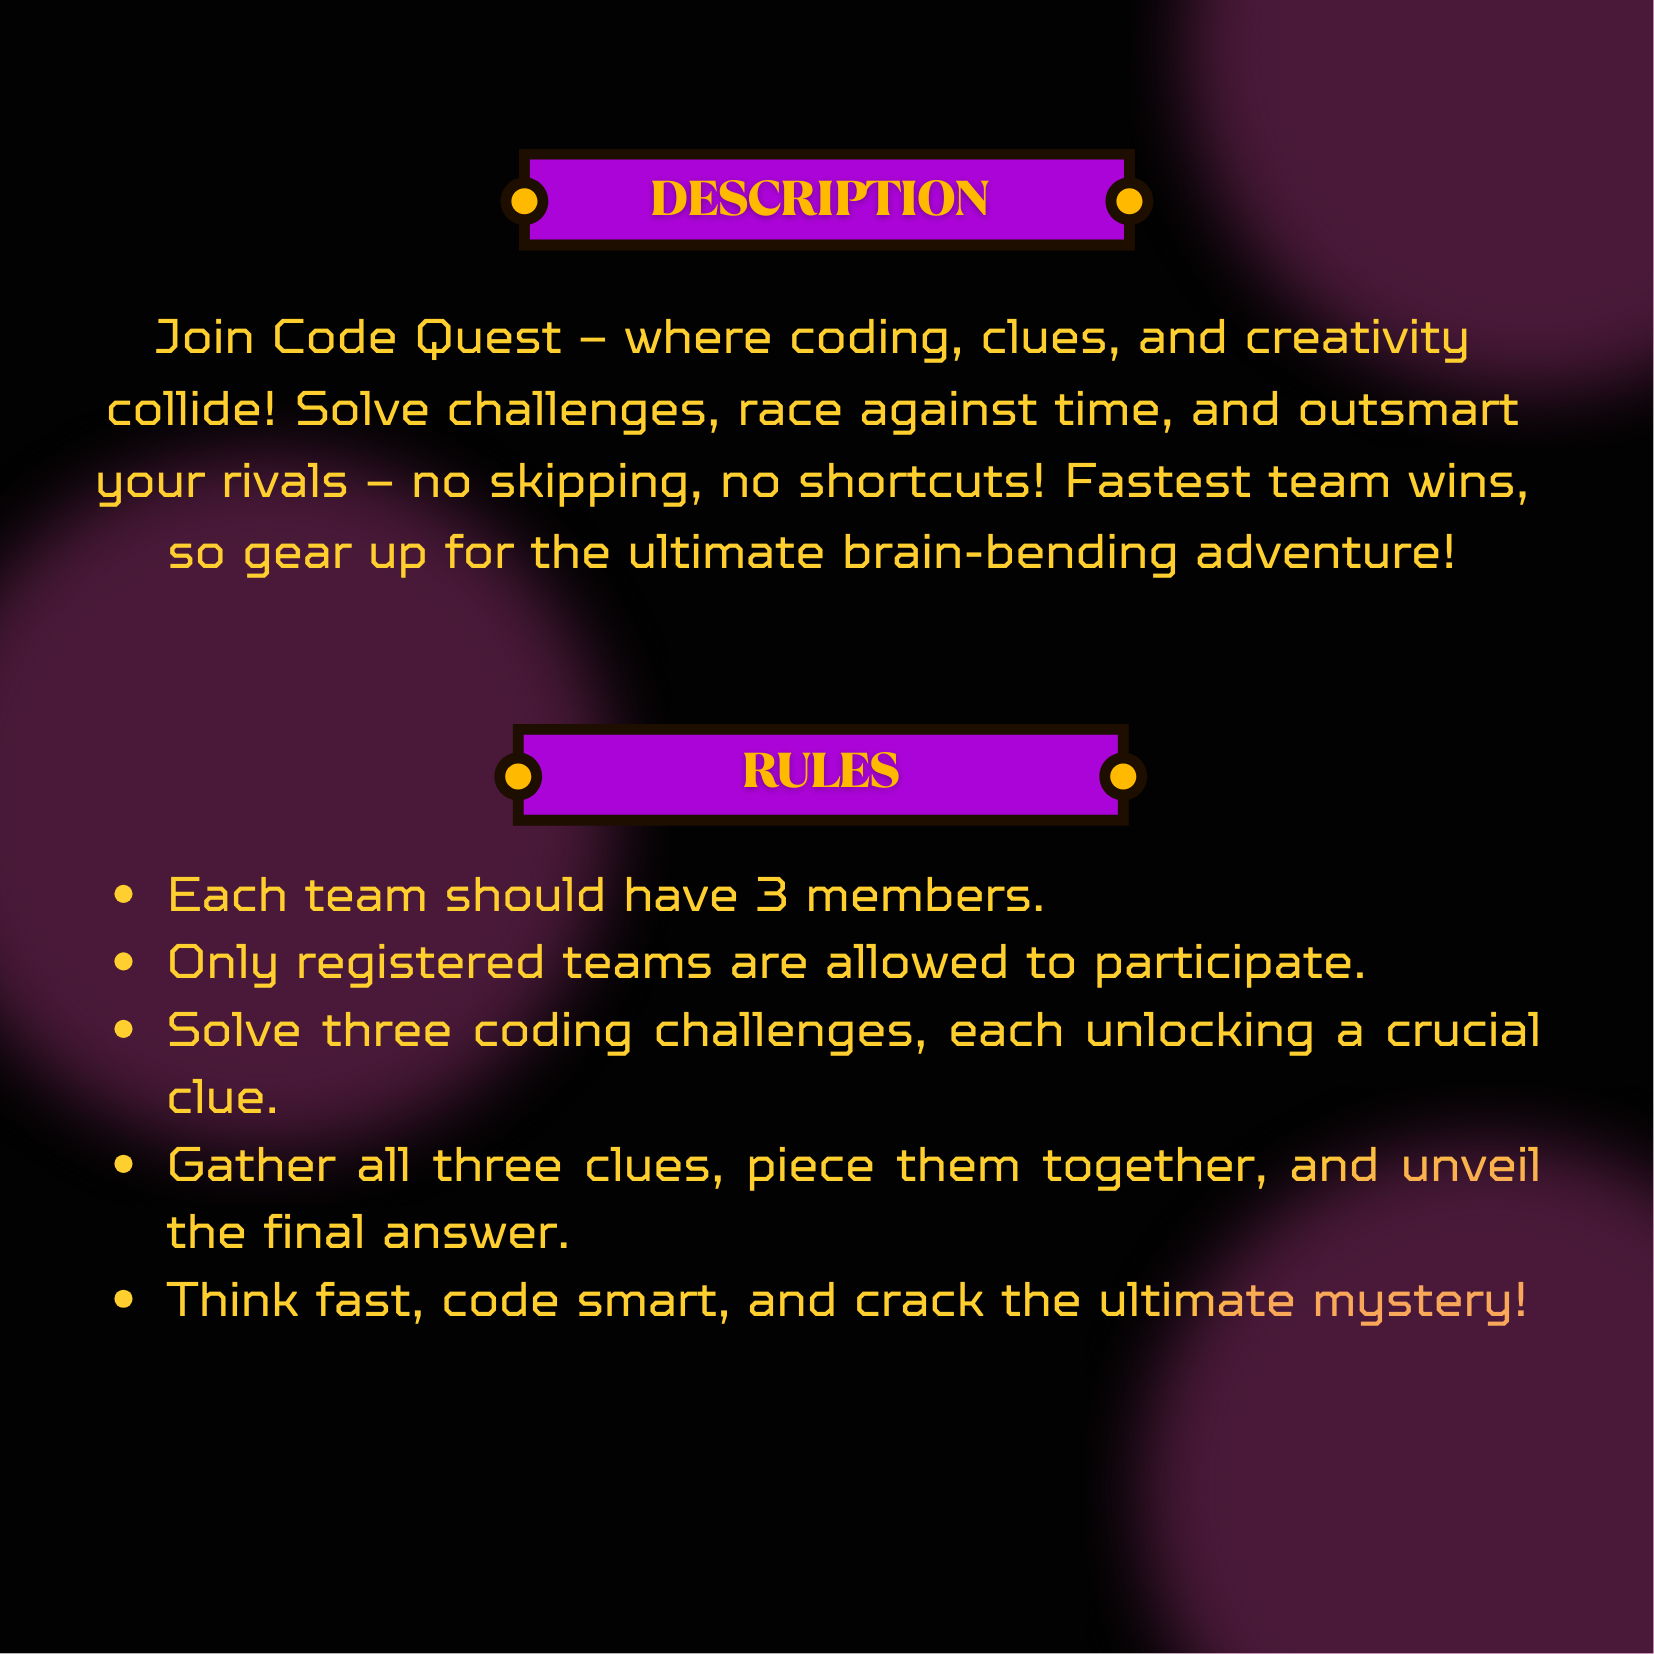 DESCRIPTION
Join Code Quest – where coding, clues, and creativity
collide! Solve challenges, race against time, and outsmart
your rivals – no skipping, no shortcuts! Fastest team wins,
so gear up for the ultimate brain-bending adventure!
RULES
• Each team should have 3 members.
• Only registered teams are allowed to participate.
• Solve three coding challenges, each unlocking a crucial
clue.
• Gather all three clues, piece them together, and unveil
the final answer.
• Think fast, code smart, and crack the ultimate mystery!